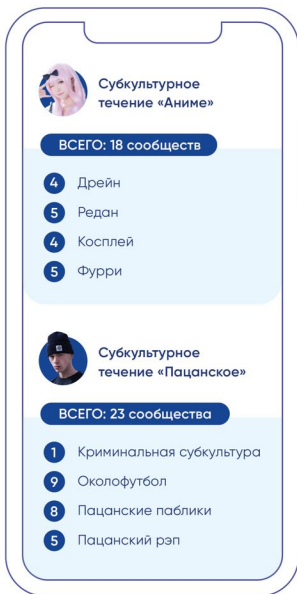 Субкультурное
течение «Аниме»
ВСЕГО: 18 сообществ
4 Дрейн
5 Редан
4 Косплей
5 Фурри
Субкультурное
течение «Пацанское»
ВСЕГО: 23 сообщества
1 Криминальная субкультура
9 Околофутбол
8 Пацанские паблики
5 Пацанский рэп